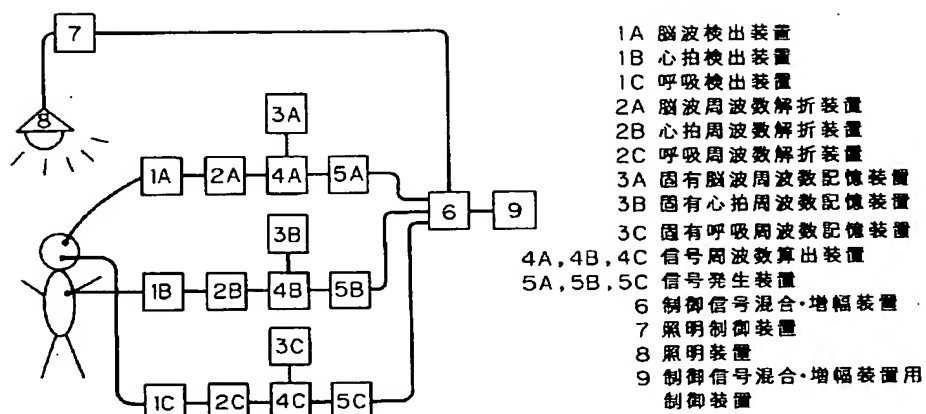 7
8
3A
1A
2A
4A
5A
6
9
3B
1B
2B
4B
5B
3C
1C
2C
4C
5C
1A 脳波検出装置
1B 心拍検出装置
1C 呼吸検出装置
2A 脳波周波数解折装置
2B 心拍周波数解折装置
2C 呼吸周波数解折装置
3A 固有脳波周波数記憶装置
3B 固有心拍周波数記憶装置
3C 固有呼吸周波数記憶装置
4A,4B,4C 信号周波数算出装置
5A,5B,5C 信号発生装置
6 制御信号混合・増幅装置
7 照明制御装置
8 照明装置
9 制御信号混合・増幅装置用
制御装置